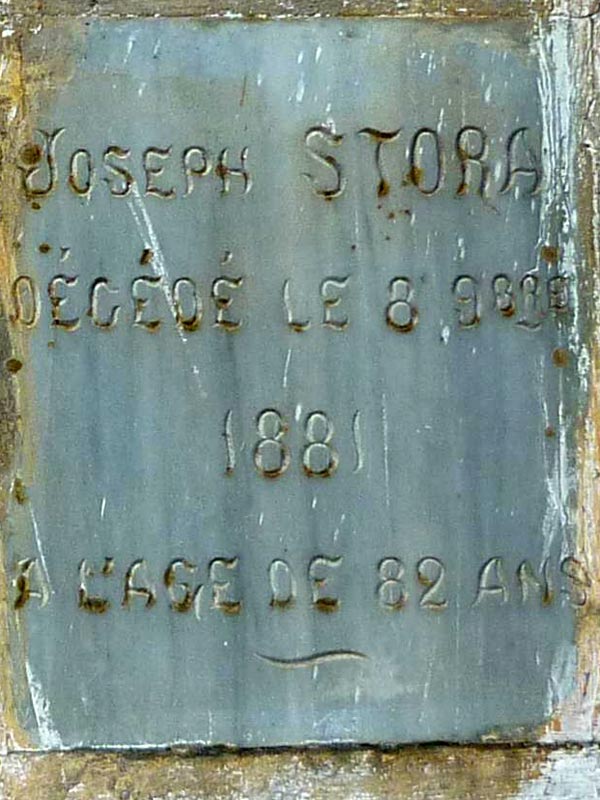 JOSEPH STORA
DÉCÉDÉ LE 8 9BRE
1881
A L'AGE DE 82 ANS